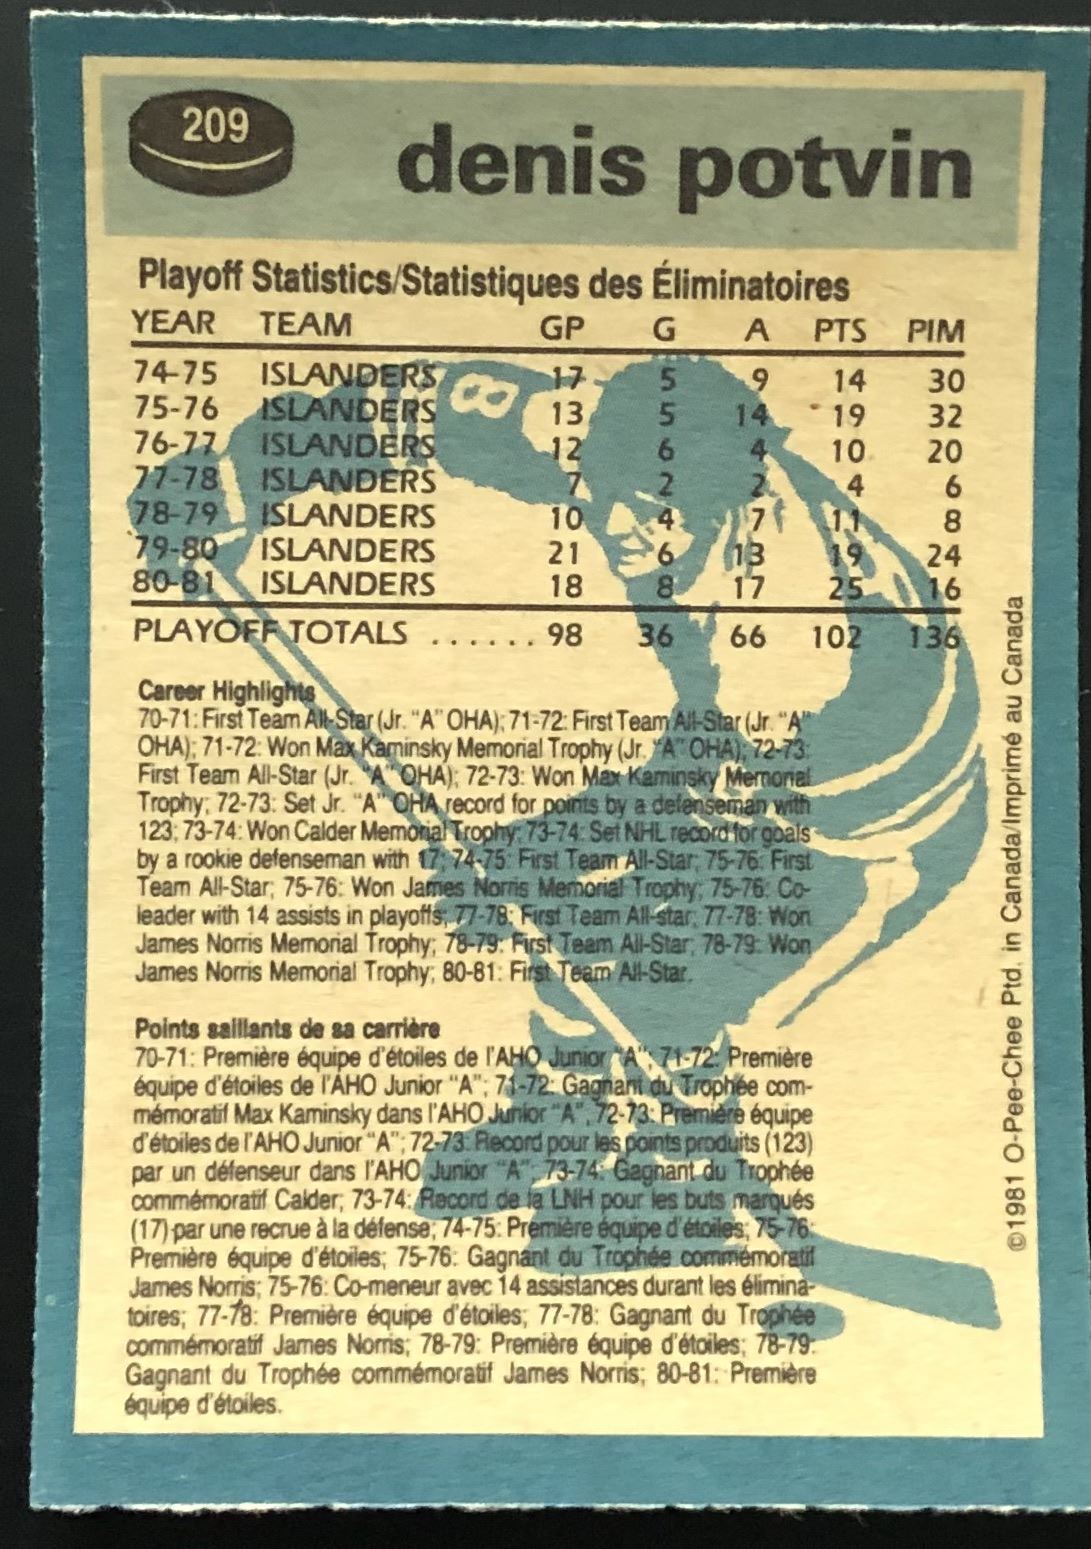 209
denis potvin
Playoff Statistics/Statistiques des Éliminatoires
YEAR TEAM GP G A PTS PIM
74-75 ISLANDERS 17 5 9 14 30
75-76 ISLANDERS 13 5 14 19 32
76-77 ISLANDERS 12 6 4 10 20
77-78 ISLANDERS 7 2 2 4 6
78-79 ISLANDERS 10 4 7 11 8
79-80 ISLANDERS 21 6 13 19 24
80-81 ISLANDERS 18 8 17 25 16
PLAYOFF TOTALS ...... 98 36 66 102 136
8
Career Highlights
70-71: First Team All-Star (Jr. "A" OHA); 71-72: First Team All-Star (Jr. "A"
OHA); 71-72: Won Max Kaminsky Memorial Trophy (Jr. "A" OHA); 72-73:
First Team All-Star (Jr. "A" OHA); 72-73: Won Max Kaminsky Memorial
Trophy; 72-73: Set Jr. "A" OHA record for points by a defenseman with
123; 73-74: Won Calder Memorial Trophy; 73-74: Set NHL record for goals
by a rookie defenseman with 17; 74-75: First Team All-Star; 75-76: First
Team All-Star; 75-76: Won James Norris Memorial Trophy; 75-76: Co-
leader with 14 assists in playoffs; 77-78: First Team All-star; 77-78: Won
James Norris Memorial Trophy; 78-79: First Team All-Star; 78-79: Won
James Norris Memorial Trophy; 80-81: First Team All-Star.
Points saillants de sa carrière
70-71: Première équipe d'étoiles de l'AHO Junior "A"; 71-72: Première
équipe d'étoiles de l'AHO Junior "A"; 71-72: Gagnant du Trophée com-
mémoratif Max Kaminsky dans l'AHO Junior "A"; 72-73: Première équipe
d'étoiles de l'AHO Junior "A"; 72-73: Record pour les points produits (123)
par un défenseur dans l'AHO Junior "A"; 73-74: Gagnant du Trophée
commémoratif Calder; 73-74: Record de la LNH pour les buts marqués
(17) par une recrue à la défense; 74-75: Première équipe d'étoiles; 75-76:
Première équipe d'étoiles; 75-76: Gagnant du Trophée commémoratif
James Norris; 75-76: Co-meneur avec 14 assistances durant les élimina-
toires; 77-78: Première équipe d'étoiles; 77-78: Gagnant du Trophée
commémoratif James Norris; 78-79: Première équipe d'étoiles; 78-79:
Gagnant du Trophée commémoratif James Norris; 80-81: Première
équipe d'étoiles.
©1981 O-Pee-Chee Ptd. in Canada/Imprimé au Canada